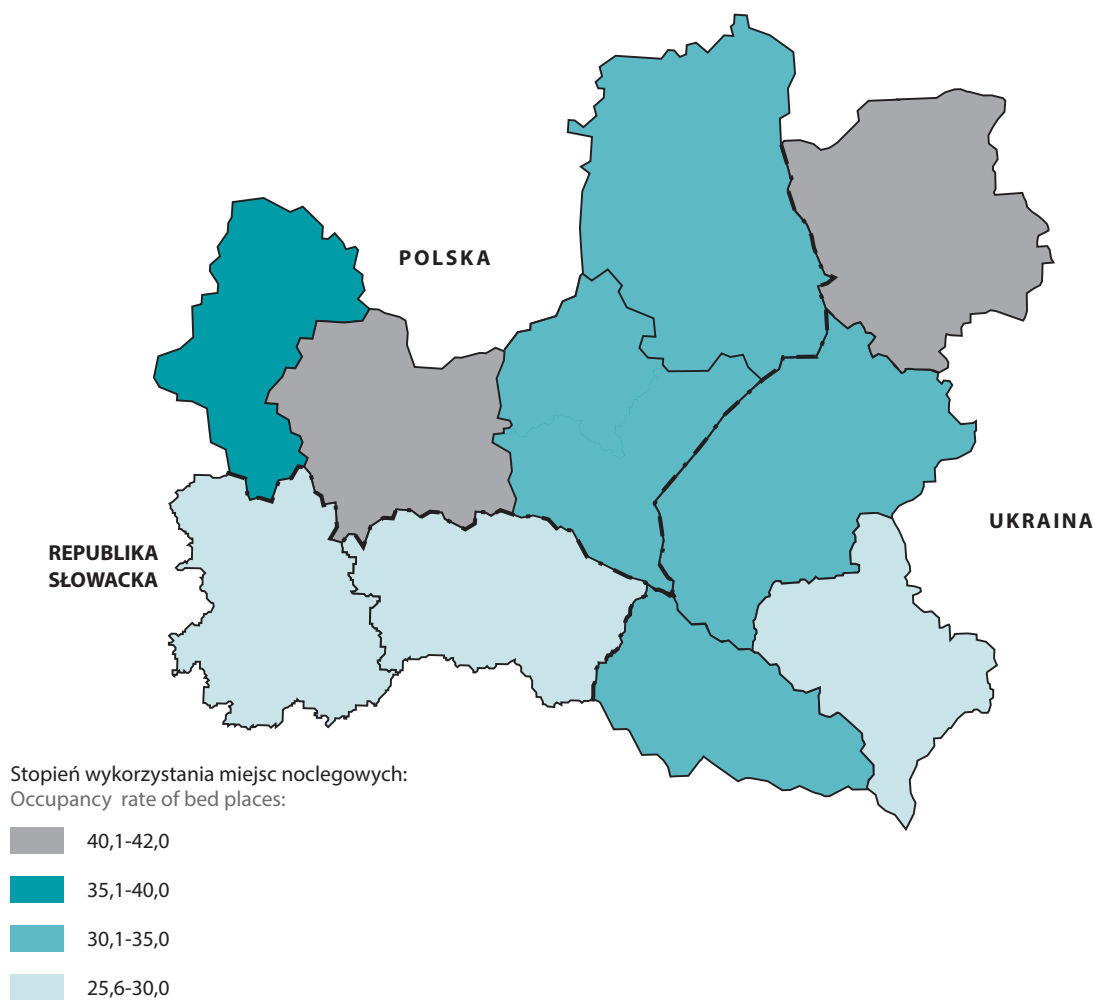 POLSKA
UKRAINA
REPUBLIKA
SŁOWACKA
Stopień wykorzystania miejsc noclegowych:
Occupancy rate of bed places:
40,1-42,0
35,1-40,0
30,1-35,0
25,6-30,0